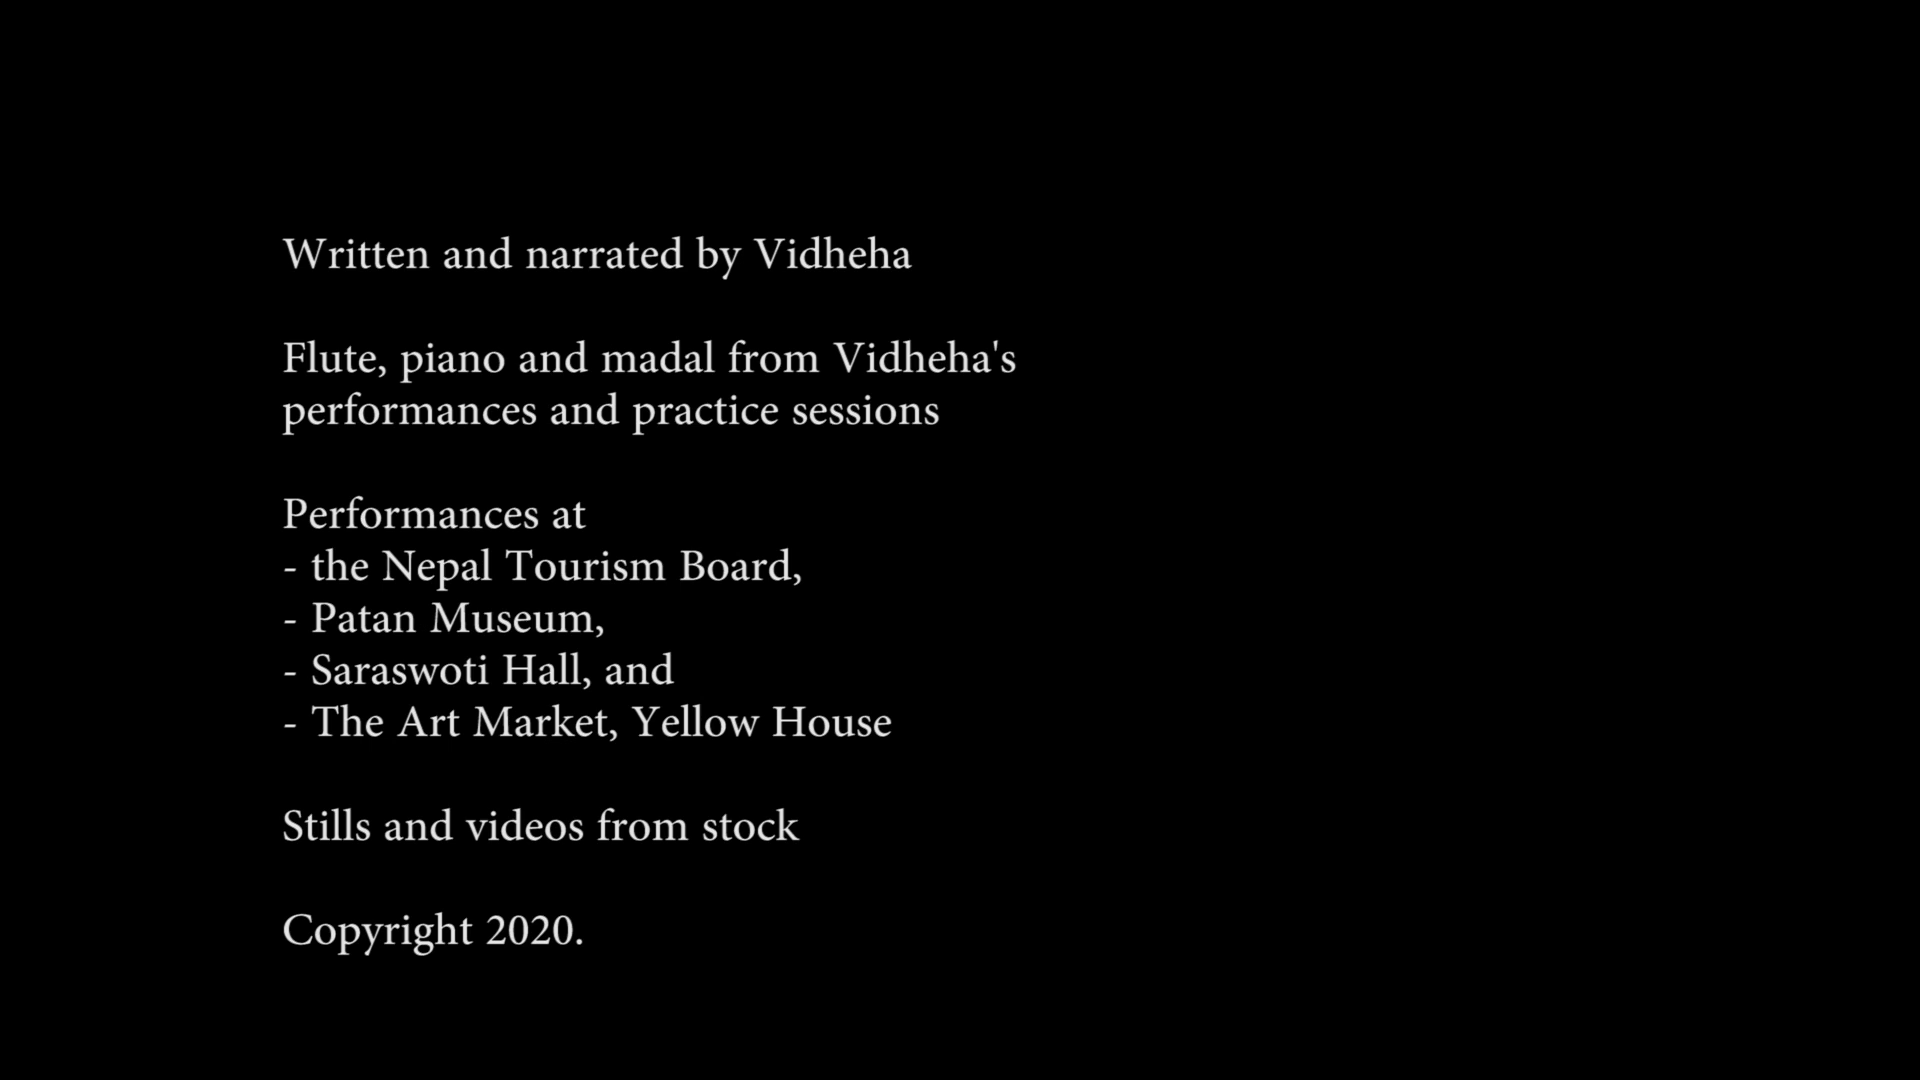 Written and narrated by Vidheha
Flute, piano and madal from Vidheha's
performances and practice sessions
Performances at
- the Nepal Tourism Board,
- Patan Museum,
- Saraswoti Hall, and
- The Art Market, Yellow House
Stills and videos from stock
Copyright 2020.